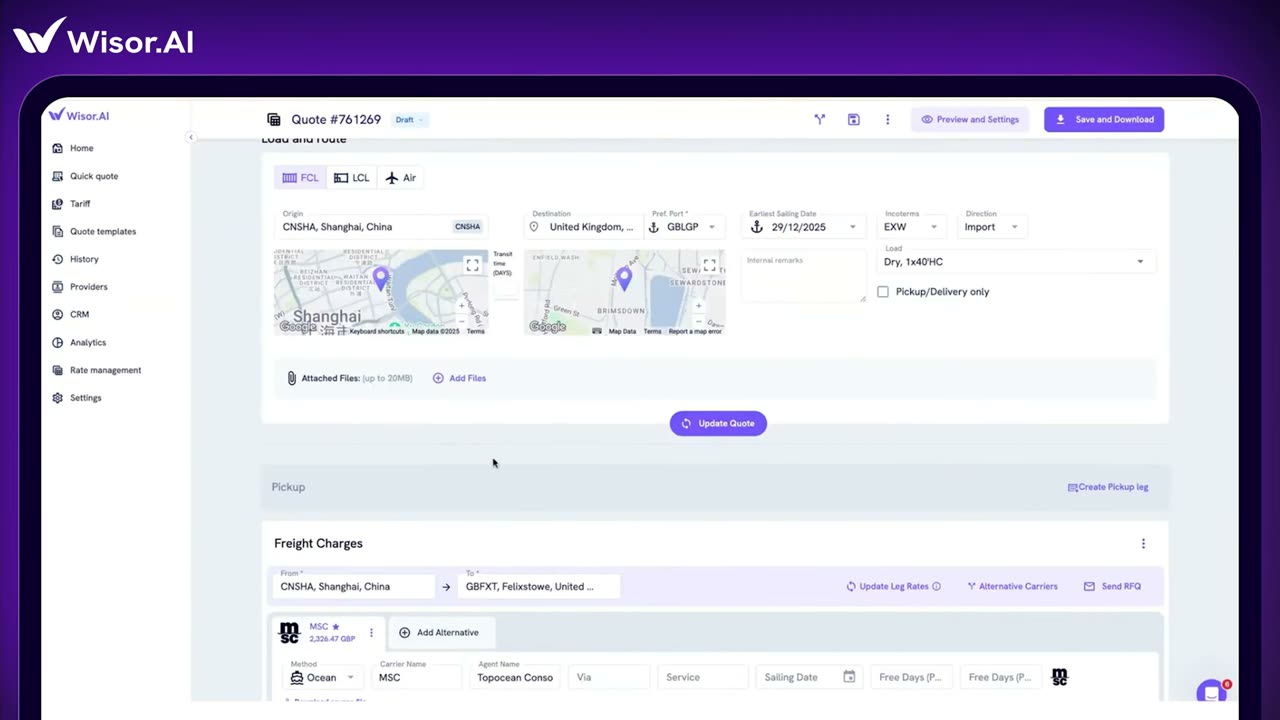 Wisor.AI
Wisor.AI
Quote #761269
Draft
Preview and Settings
Save and Download
Home
Quick quote
Tariff
Quote templates
History
Providers
CRM
Analytics
Rate management
Settings
Load and route
FCL
LCL
Air
Origin
CNSHA, Shanghai, China
CNSHA
Destination
United Kingdom, ...
Pref. Port *
GBLGP
Earliest Sailing Date
29/12/2025
Incoterms
EXW
Direction
Import
Transit
time
(DAYS)
Internal remarks
Load
Dry, 1x40'HC
Pickup/Delivery only
Shanghai
Google
Keyboard shortcuts
Map data ©2025
Terms
ENFIELD WASH
SEWARDSTONE
BRIMSDOWN
Green St
Google
Map Data
Terms
Report a map error
Attached Files: (up to 20MB)
Add Files
Update Quote
Pickup
Create Pickup leg
Freight Charges
From *
CNSHA, Shanghai, China
To *
GBFXT, Felixstowe, United ...
Update Leg Rates
Alternative Carriers
Send RFQ
msc
MSC
2,326.47 GBP
Add Alternative
Method
Ocean
Carrier Name
MSC
Agent Name
Topocean Conso
Via
Service
Sailing Date
Free Days (P...
Free Days (P...
msc
6